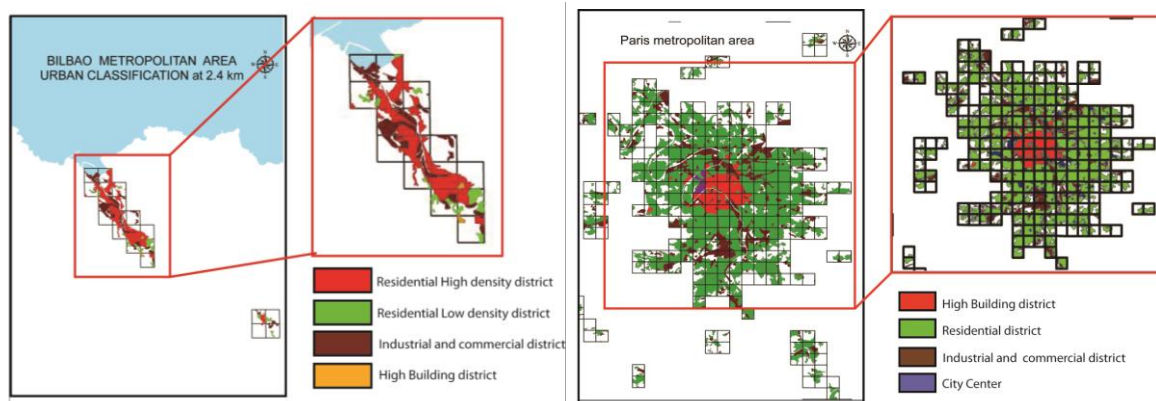 BILBAO METROPOLITAN AREA
URBAN CLASSIFICATION at 2.4 km
Residential High density district
Residential Low density district
Industrial and commercial district
High Building district
Paris metropolitan area
High Building district
Residential district
Industrial and commercial district
City Center